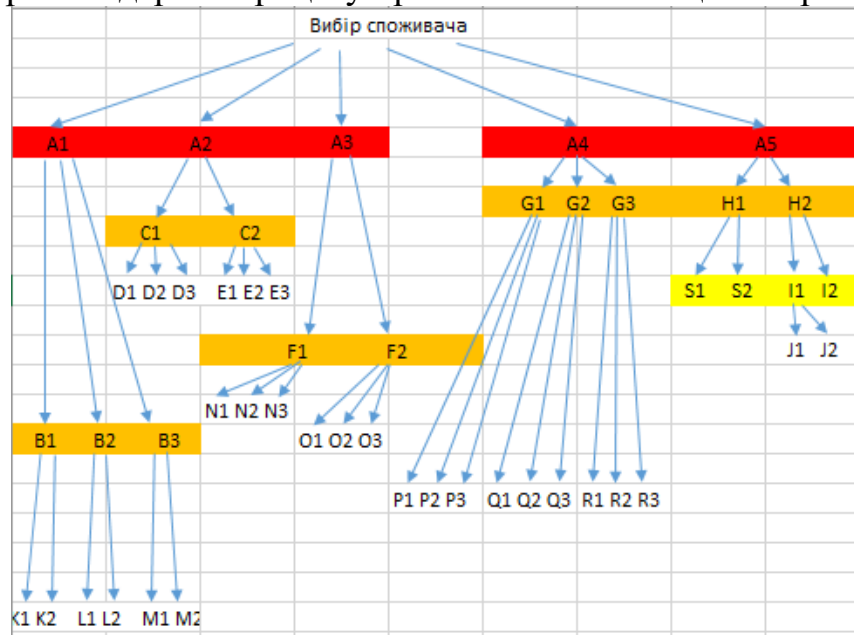 Вибір споживача
A1 A2 A3 A4 A5
G1 G2 G3 H1 H2
C1 C2
D1 D2 D3 E1 E2 E3 S1 S2 I1 I2
F1 F2 J1 J2
N1 N2 N3
B1 B2 B3 O1 O2 O3
P1 P2 P3 Q1 Q2 Q3 R1 R2 R3
K1 K2 L1 L2 M1 M2